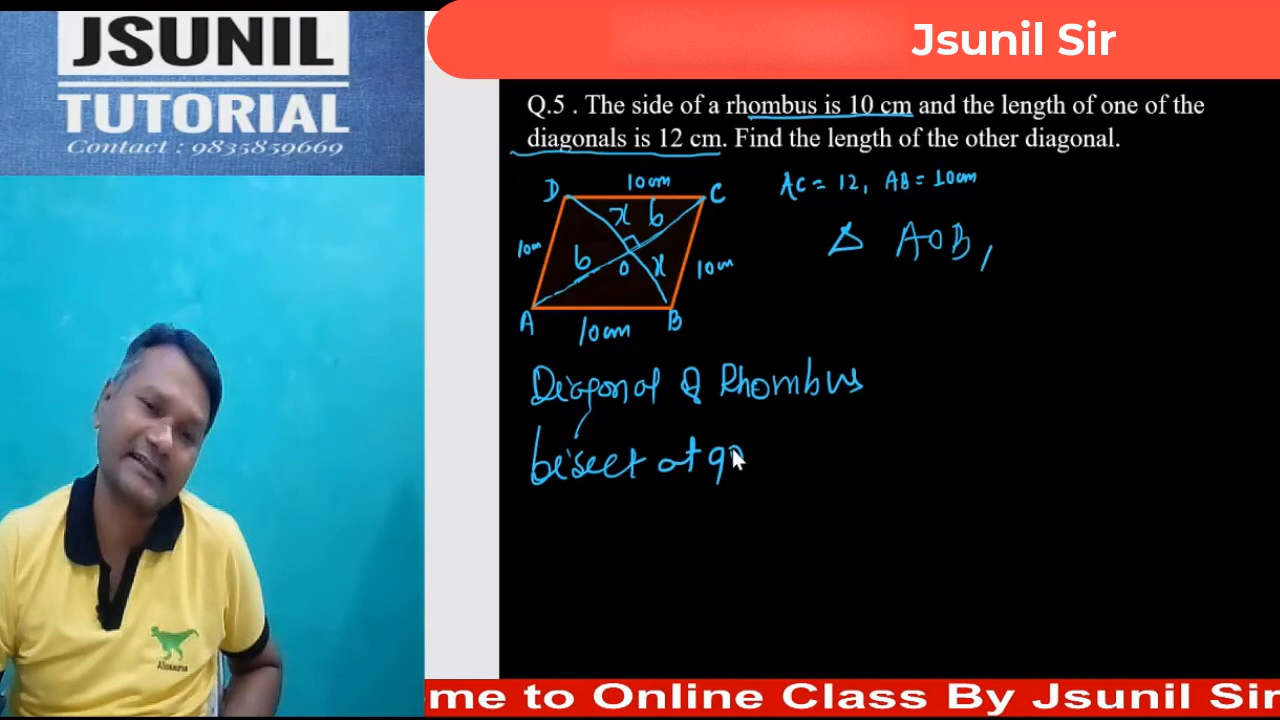 JSUNIL
TUTORIAL
Contact : 9835859669
Jsunil Sir
Q.5 . The side of a rhombus is 10 cm and the length of one of the
diagonals is 12 cm. Find the length of the other diagonal.
D 10cm C
AC = 12, AB = 10cm
Δ AOB,
x 6
10cm 6 O x 10cm
A 10cm B
Diagonal of Rhombus
bisect at 9
Allosaurus
me to Online Class By Jsunil Sir